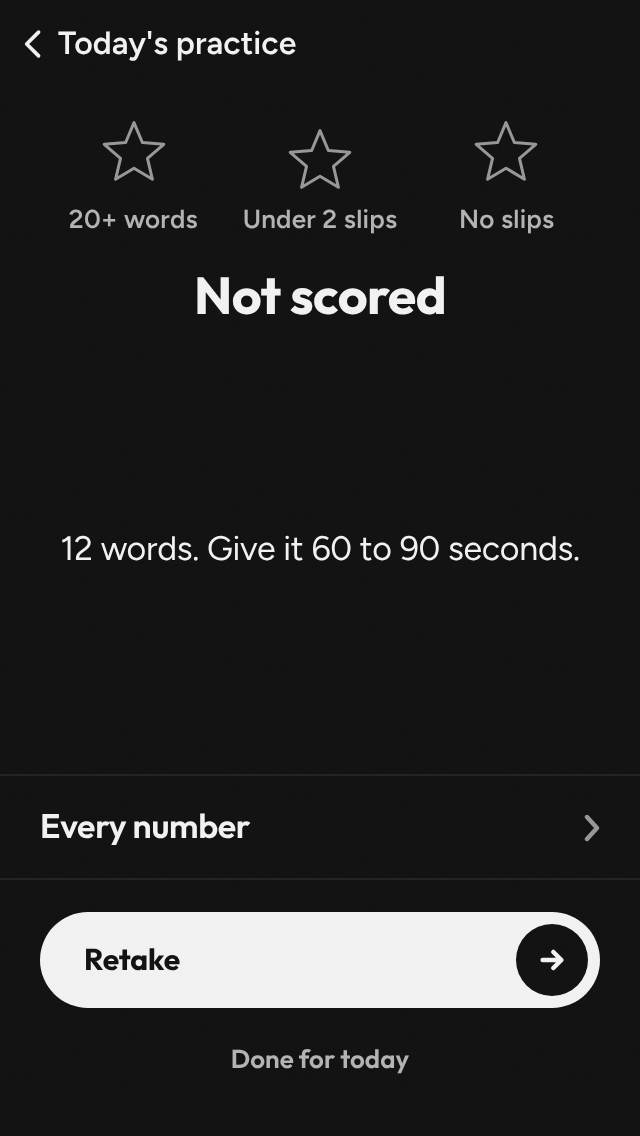 Today's practice
20+ words
Under 2 slips
No slips
Not scored
12 words. Give it 60 to 90 seconds.
Every number
Retake
Done for today